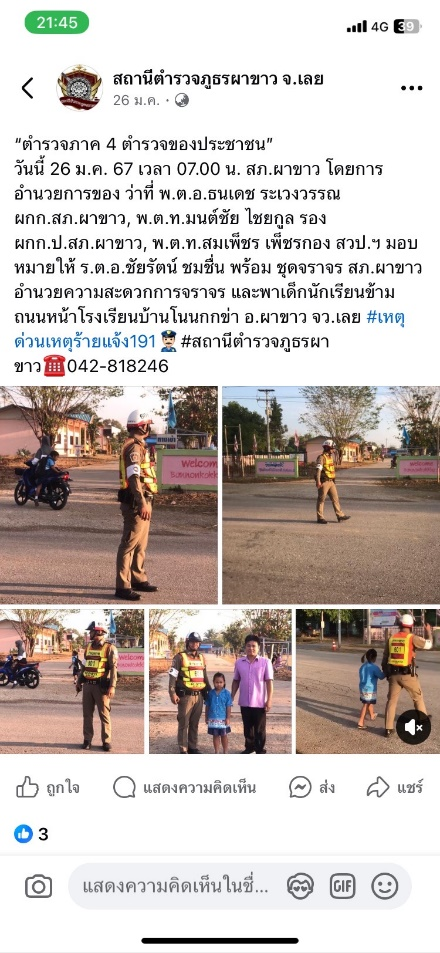 21:45
4G 39
สถานีตำรวจภูธรผาขาว จ.เลย
26 ม.ค. ·
“ตำรวจภาค 4 ตำรวจของประชาชน”
วันนี้ 26 ม.ค. 67 เวลา 07.00 น. สภ.ผาขาว โดยการ
อำนวยการของ ว่าที่ พ.ต.อ.ธนเดช ระเวงวรรณ
ผกก.สภ.ผาขาว, พ.ต.ท.มนต์ชัย ไชยกูล รอง
ผกก.ป.สภ.ผาขาว, พ.ต.ท.สมเพ็ชร เพ็ชรกอง สวป.ฯ มอบ
หมายให้ ร.ต.อ.ชัยรัตน์ ชมชื่น พร้อม ชุดจราจร สภ.ผาขาว
อำนวยความสะดวกการจราจร และพาเด็กนักเรียนข้าม
ถนนหน้าโรงเรียนบ้านโนนกกข่า อ.ผาขาว จว.เลย #เหตุ
ด่วนเหตุร้ายแจ้ง191👮🏻#สถานีตำรวจภูธรผา
ขาว☎️042-818246
Welcome
ถูกใจ
แสดงความคิดเห็น
ส่ง
แชร์
3
แสดงความคิดเห็นในชื่...
GIF